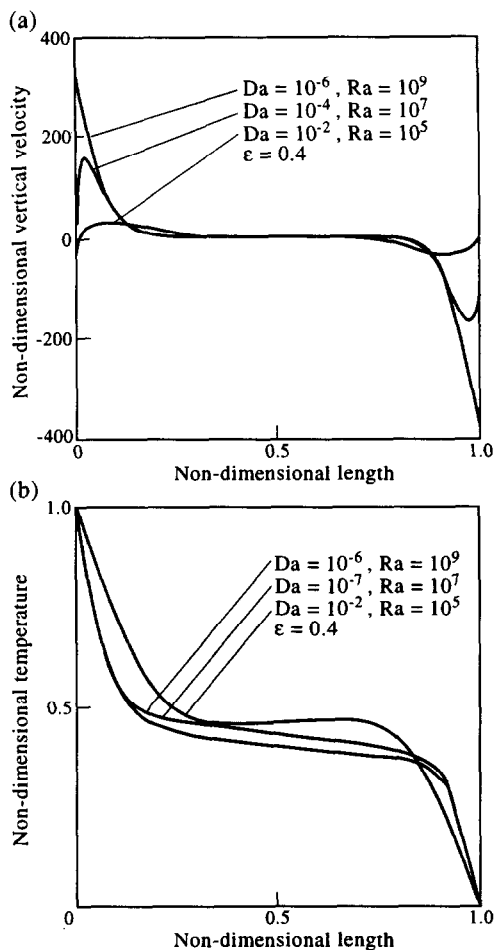 (a)
400
200
0
-200
-400
Non-dimensional vertical velocity
Da = 10⁻⁶ , Ra = 10⁹
Da = 10⁻⁴ , Ra = 10⁷
Da = 10⁻² , Ra = 10⁵
ε = 0.4
0
0.5
1.0
Non-dimensional length
(b)
1.0
0.5
0
Non-dimensional temperature
Da = 10⁻⁶ , Ra = 10⁹
Da = 10⁻⁷ , Ra = 10⁷
Da = 10⁻² , Ra = 10⁵
ε = 0.4
0
0.5
1.0
Non-dimensional length